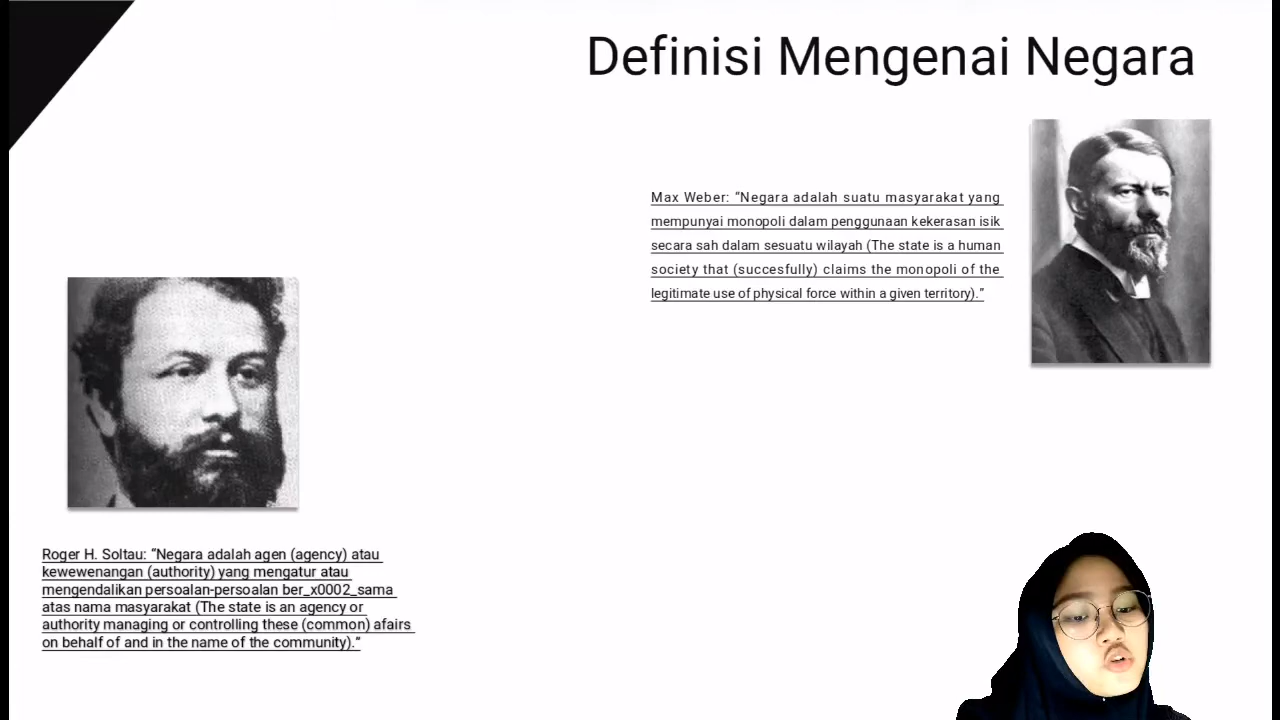 Definisi Mengenai Negara
Max Weber: “Negara adalah suatu masyarakat yang
mempunyai monopoli dalam penggunaan kekerasan isik
secara sah dalam sesuatu wilayah (The state is a human
society that (succesfully) claims the monopoli of the
legitimate use of physical force within a given territory).”
Roger H. Soltau: “Negara adalah agen (agency) atau
kewewenangan (authority) yang mengatur atau
mengendalikan persoalan-persoalan ber_x0002_sama
atas nama masyarakat (The state is an agency or
authority managing or controlling these (common) afairs
on behalf of and in the name of the community).”